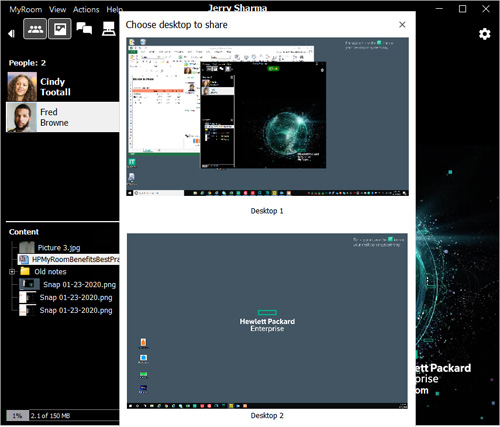 MyRoom View Actions Help
Jerry Sharma
Choose desktop to share
People: 2
Cindy
Tootall
Fred
Browne
Desktop 1
Content
Picture 3.jpg
HPMyRoomBenefitsBestPra
Old notes
Snap 01-23-2020.png
Snap 01-23-2020.png
Snap 01-23-2020.png
Hewlett Packard
Enterprise
ett Packard
prise
om
1%
2.1 of 150 MB
Desktop 2